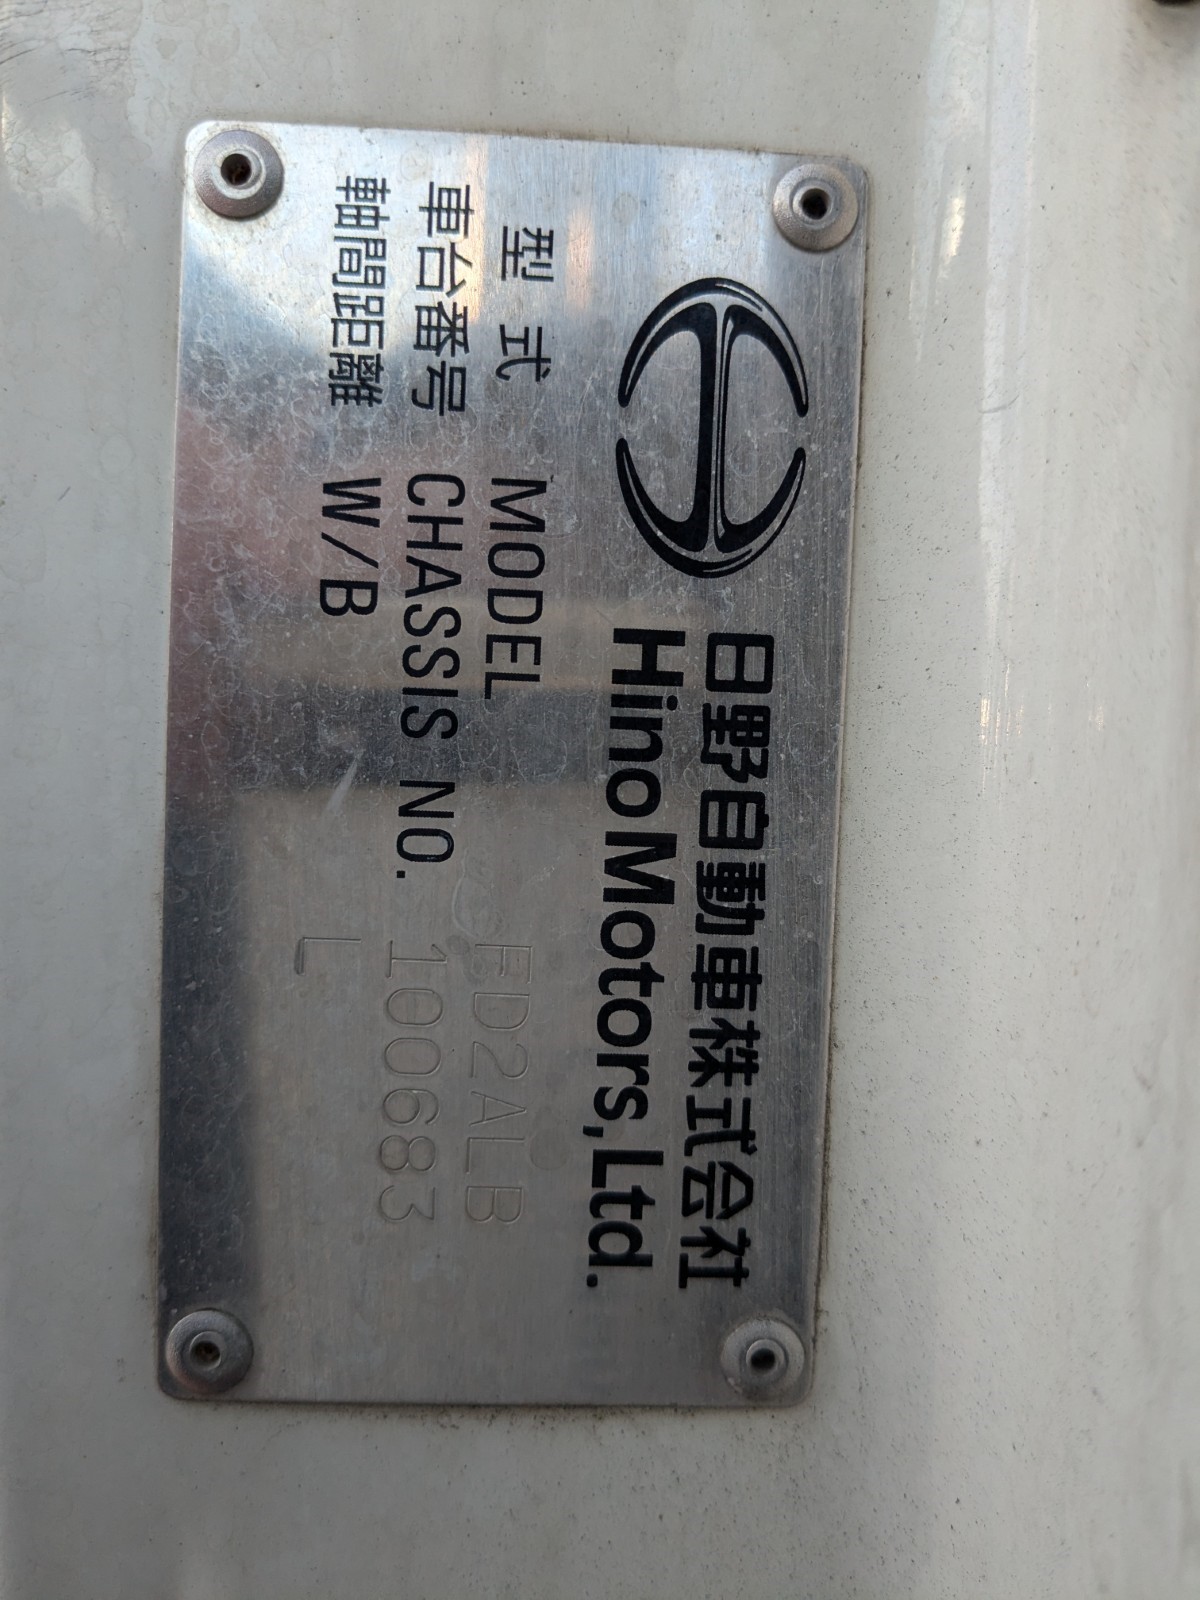 日野自動車株式会社
Hino Motors, Ltd.
型式 MODEL FD2ALB
車台番号 CHASSIS NO. 100683
軸間距離 W/B L